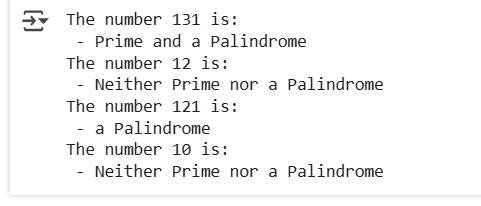 The number 131 is:
 - Prime and a Palindrome
The number 12 is:
 - Neither Prime nor a Palindrome
The number 121 is:
 - a Palindrome
The number 10 is:
 - Neither Prime nor a Palindrome